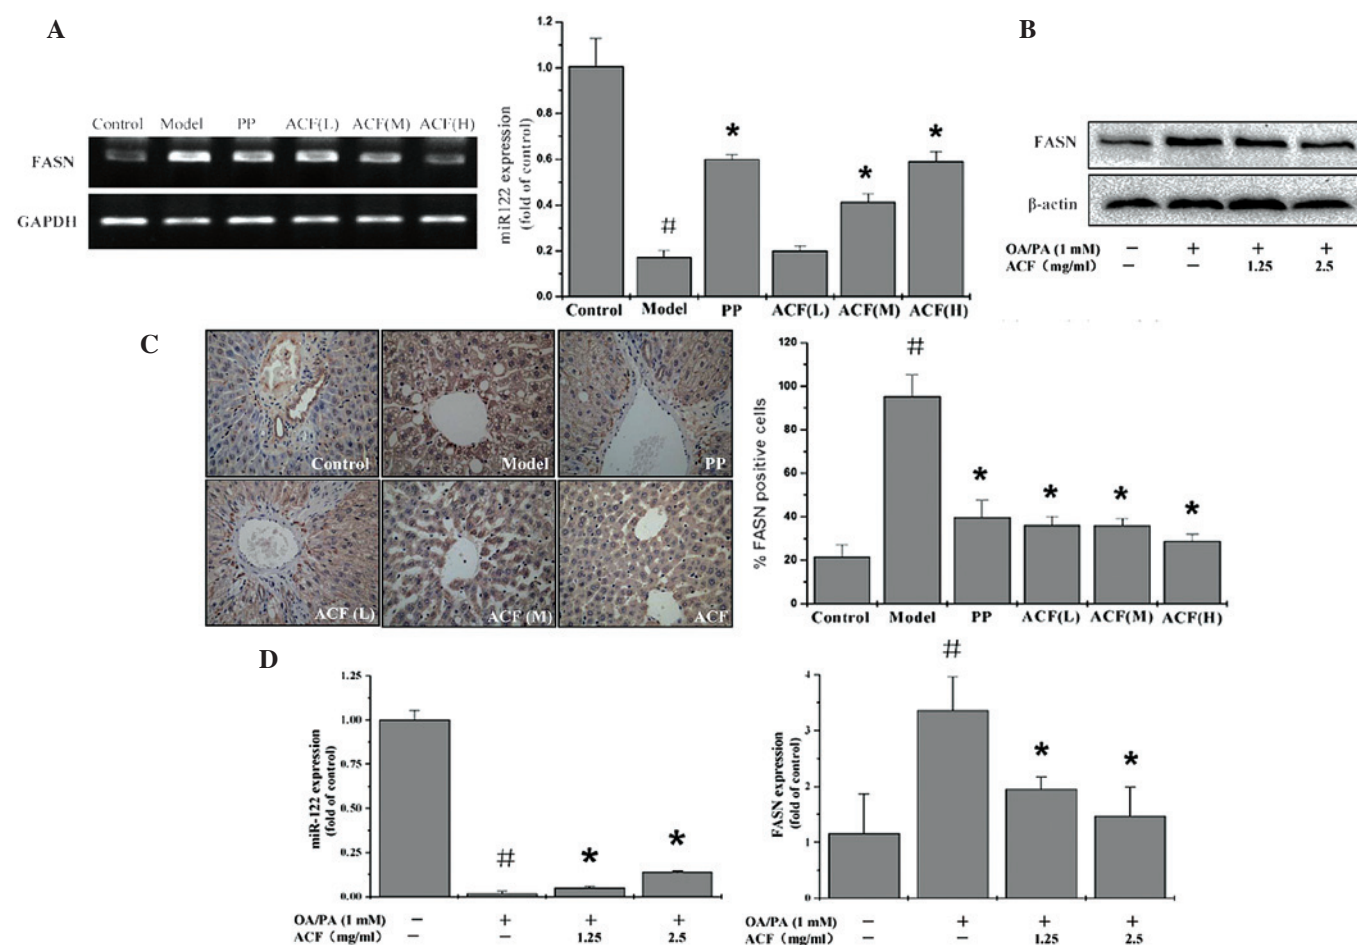 A
Control Model PP ACF(L) ACF(M) ACF(H)
FASN
GAPDH
miR122 expression
(fold of control)
1.2
1.0
0.8
0.6
0.4
0.2
0.0
#
*
*
*
Control Model PP ACF(L) ACF(M) ACF(H)
B
FASN
β-actin
OA/PA (1 mM) − + + +
ACF (mg/ml) − − 1.25 2.5
C
Control Model PP
ACF (L) ACF (M) ACF
% FASN positive cells
120
100
80
60
40
20
0
#
*
*
*
*
Control Model PP ACF(L) ACF(M) ACF(H)
D
miR-122 expression
(fold of control)
1.25
1.00
0.75
0.50
0.25
0.00
#
*
*
OA/PA (1 mM) − + + +
ACF (mg/ml) − − 1.25 2.5
FASN expression
(fold of control)
4
3
2
1
0
#
*
*
OA/PA (1 mM) − + + +
ACF (mg/ml) − − 1.25 2.5